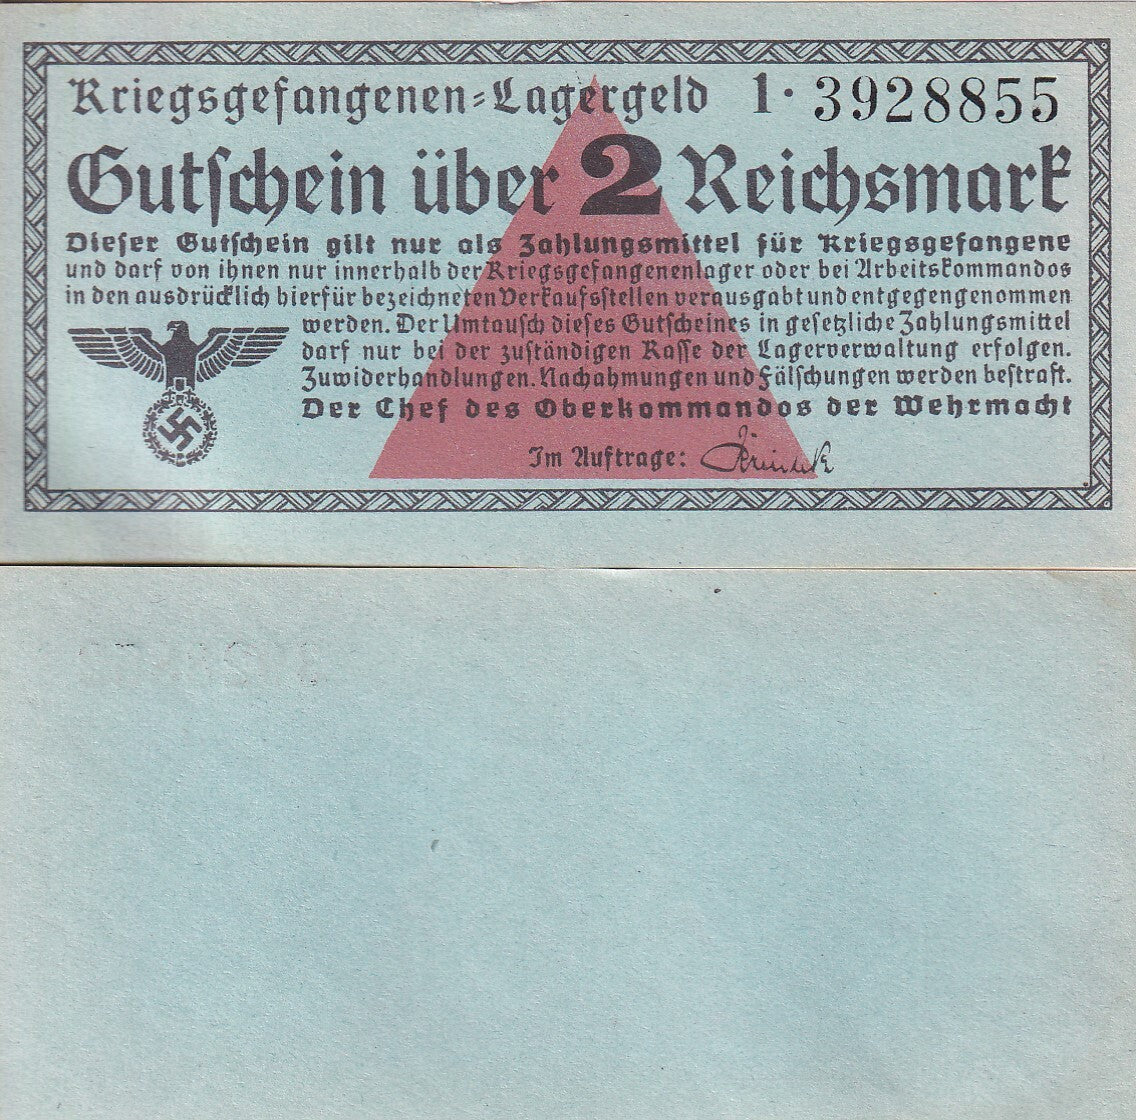 Kriegsgefangenen=Lagergeld 1· 3928855
Gutschein über 2 Reichsmark
Dieser Gutschein gilt nur als Zahlungsmittel für Kriegsgefangene
und darf von ihnen nur innerhalb der Kriegsgefangenenlager oder bei Arbeitskommandos
in den ausdrücklich hierfür bezeichneten Verkaufsstellen verausgabt und entgegengenommen
werden. Der Umtausch dieses Gutscheines in gesetzliche Zahlungsmittel
darf nur bei der zuständigen Kasse der Lagerverwaltung erfolgen.
Zuwiderhandlungen. Nachahmungen und Fälschungen werden bestraft.
Der Chef des Oberkommandos der Wehrmacht
Im Auftrage: